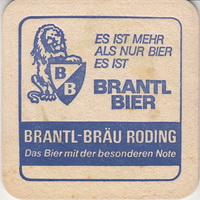 ES IST MEHR
ALS NUR BIER
ES IST
BRANTL
BIER
B B
BRANTL-BRÄU RODING
Das Bier mit der besonderen Note